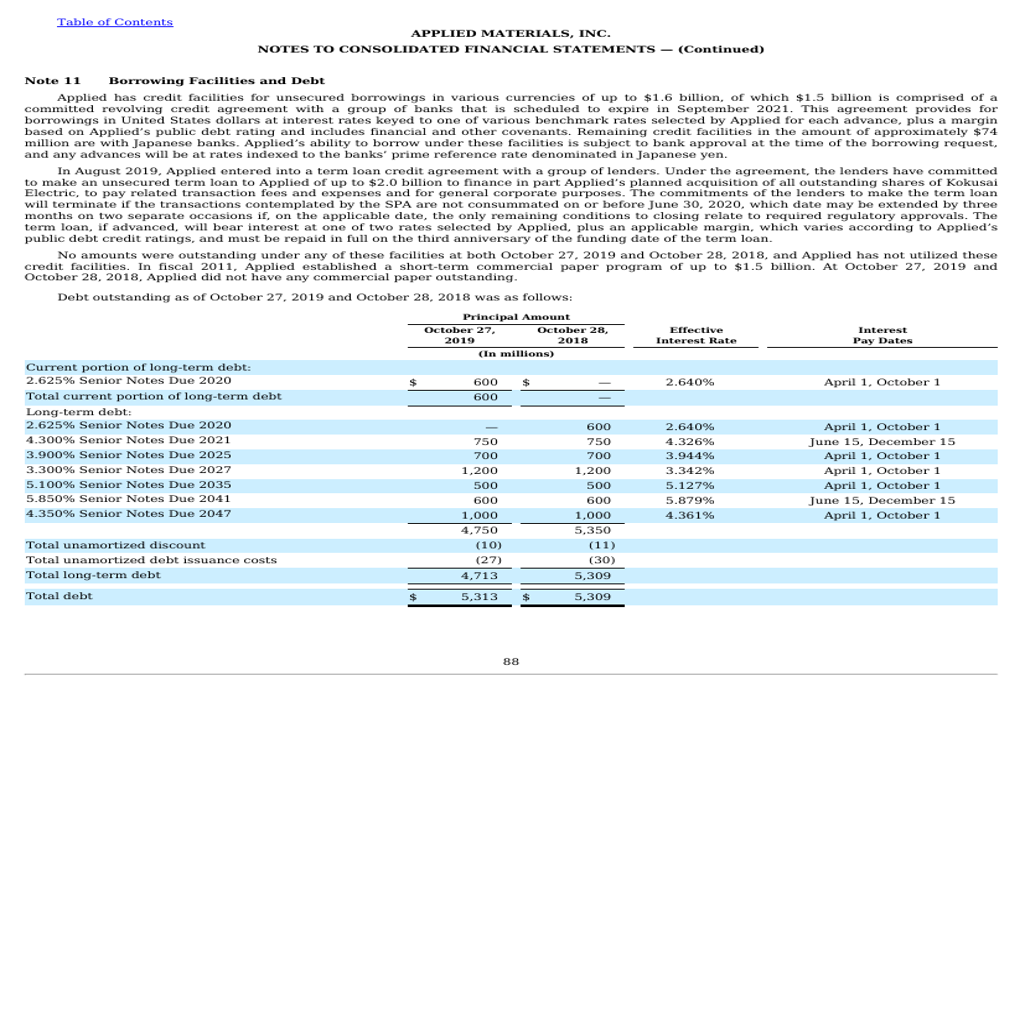 Table of Contents
APPLIED MATERIALS, INC.
NOTES TO CONSOLIDATED FINANCIAL STATEMENTS — (Continued)
Note 11 Borrowing Facilities and Debt
Applied has credit facilities for unsecured borrowings in various currencies of up to $1.6 billion, of which $1.5 billion is comprised of a
committed revolving credit agreement with a group of banks that is scheduled to expire in September 2021. This agreement provides for
borrowings in United States dollars at interest rates keyed to one of various benchmark rates selected by Applied for each advance, plus a margin
based on Applied's public debt rating and includes financial and other covenants. Remaining credit facilities in the amount of approximately $74
million are with Japanese banks. Applied's ability to borrow under these facilities is subject to bank approval at the time of the borrowing request,
and any advances will be at rates indexed to the banks' prime reference rate denominated in Japanese yen.
In August 2019, Applied entered into a term loan credit agreement with a group of lenders. Under the agreement, the lenders have committed
to make an unsecured term loan to Applied of up to $2.0 billion to finance in part Applied's planned acquisition of all outstanding shares of Kokusai
Electric, to pay related transaction fees and expenses and for general corporate purposes. The commitments of the lenders to make the term loan
will terminate if the transactions contemplated by the SPA are not consummated on or before June 30, 2020, which date may be extended by three
months on two separate occasions if, on the applicable date, the only remaining conditions to closing relate to required regulatory approvals. The
term loan, if advanced, will bear interest at one of two rates selected by Applied, plus an applicable margin, which varies according to Applied's
public debt credit ratings, and must be repaid in full on the third anniversary of the funding date of the term loan.
No amounts were outstanding under any of these facilities at both October 27, 2019 and October 28, 2018, and Applied has not utilized these
credit facilities. In fiscal 2011, Applied established a short-term commercial paper program of up to $1.5 billion. At October 27, 2019 and
October 28, 2018, Applied did not have any commercial paper outstanding.
Debt outstanding as of October 27, 2019 and October 28, 2018 was as follows:
Principal Amount
October 27, October 28, Effective Interest
2019 2018 Interest Rate Pay Dates
(In millions)
Current portion of long-term debt:
2.625% Senior Notes Due 2020 $ 600 $ — 2.640% April 1, October 1
Total current portion of long-term debt 600 —
Long-term debt:
2.625% Senior Notes Due 2020 — 600 2.640% April 1, October 1
4.300% Senior Notes Due 2021 750 750 4.326% June 15, December 15
3.900% Senior Notes Due 2025 700 700 3.944% April 1, October 1
3.300% Senior Notes Due 2027 1,200 1,200 3.342% April 1, October 1
5.100% Senior Notes Due 2035 500 500 5.127% April 1, October 1
5.850% Senior Notes Due 2041 600 600 5.879% June 15, December 15
4.350% Senior Notes Due 2047 1,000 1,000 4.361% April 1, October 1
4,750 5,350
Total unamortized discount (10) (11)
Total unamortized debt issuance costs (27) (30)
Total long-term debt 4,713 5,309
Total debt $ 5,313 $ 5,309
88